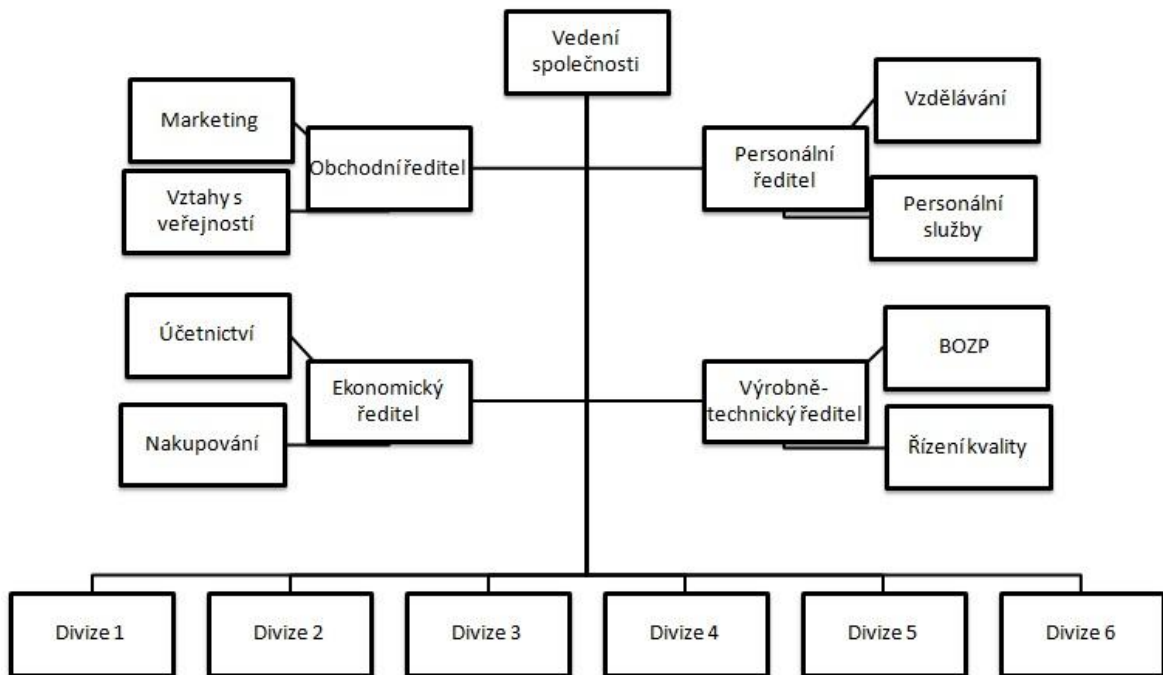 Vedení
společnosti
Marketing
Obchodní ředitel
Vztahy s
veřejností
Vzdělávání
Personální
ředitel
Personální
služby
Účetnictví
Ekonomický
ředitel
Nakupování
BOZP
Výrobně-
technický ředitel
Řízení kvality
Divize 1
Divize 2
Divize 3
Divize 4
Divize 5
Divize 6